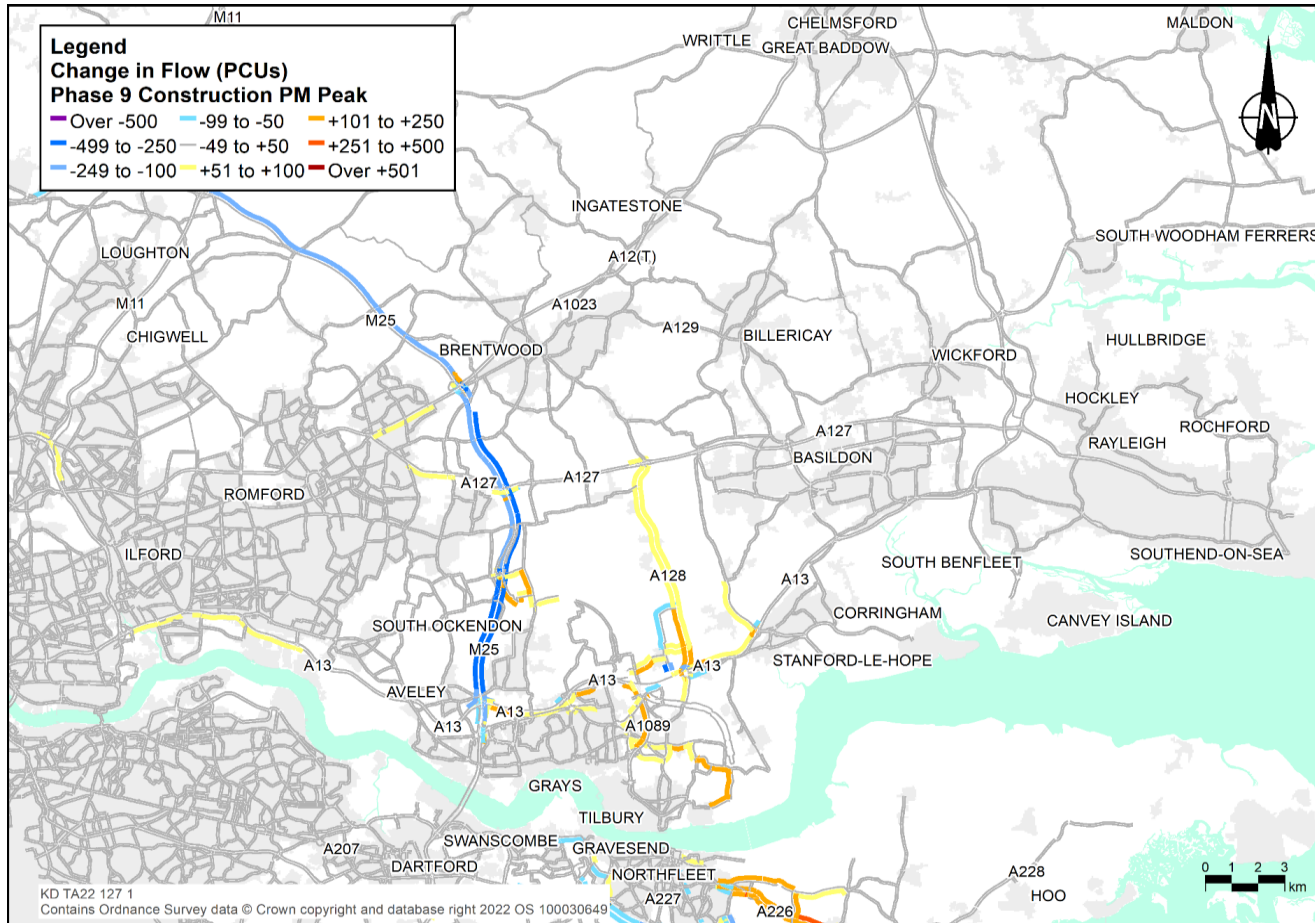 M11
CHELMSFORD
MALDON
WRITTLE
GREAT BADDOW
Legend
Change in Flow (PCUs)
Phase 9 Construction PM Peak
Over -500 -99 to -50 +101 to +250
-499 to -250 -49 to +50 +251 to +500
-249 to -100 +51 to +100 Over +501
N
INGATESTONE
SOUTH WOODHAM FERRERS
LOUGHTON
A12(T)
M11
A1023
M25
A129
CHIGWELL
BILLERICAY
HULLBRIDGE
BRENTWOOD
WICKFORD
HOCKLEY
ROCHFORD
A127
RAYLEIGH
BASILDON
A127
A127
ROMFORD
ILFORD
SOUTHEND-ON-SEA
SOUTH BENFLEET
A128
A13
CORRINGHAM
CANVEY ISLAND
SOUTH OCKENDON
M25
STANFORD-LE-HOPE
A13
A13
A13
AVELEY
A13
A13
A1089
GRAYS
TILBURY
SWANSCOMBE
GRAVESEND
A207
DARTFORD
NORTHFLEET
A228
HOO
A227
A226
0 1 2 3
km
KD TA22 127 1
Contains Ordnance Survey data © Crown copyright and database right 2022 OS 100030649